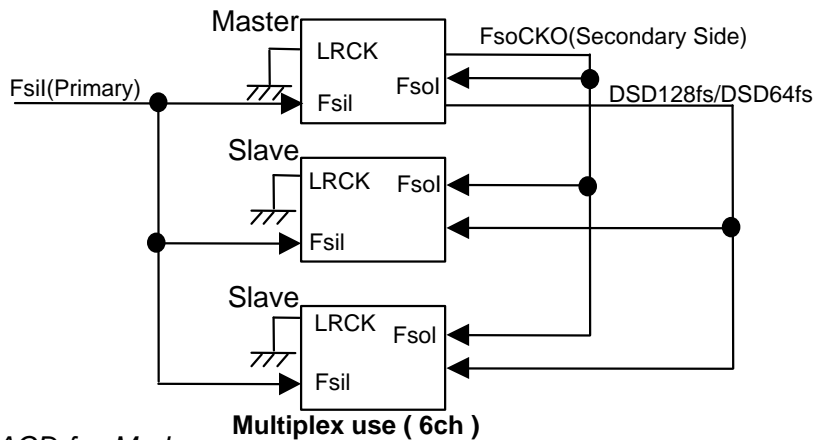 Master
FsoCKO(Secondary Side)
LRCK
FsoI
FsiI(Primary)
FsiI
DSD128fs/DSD64fs
Slave
LRCK
FsoI
FsiI
Slave
LRCK
FsoI
FsiI
Multiplex use ( 6ch )